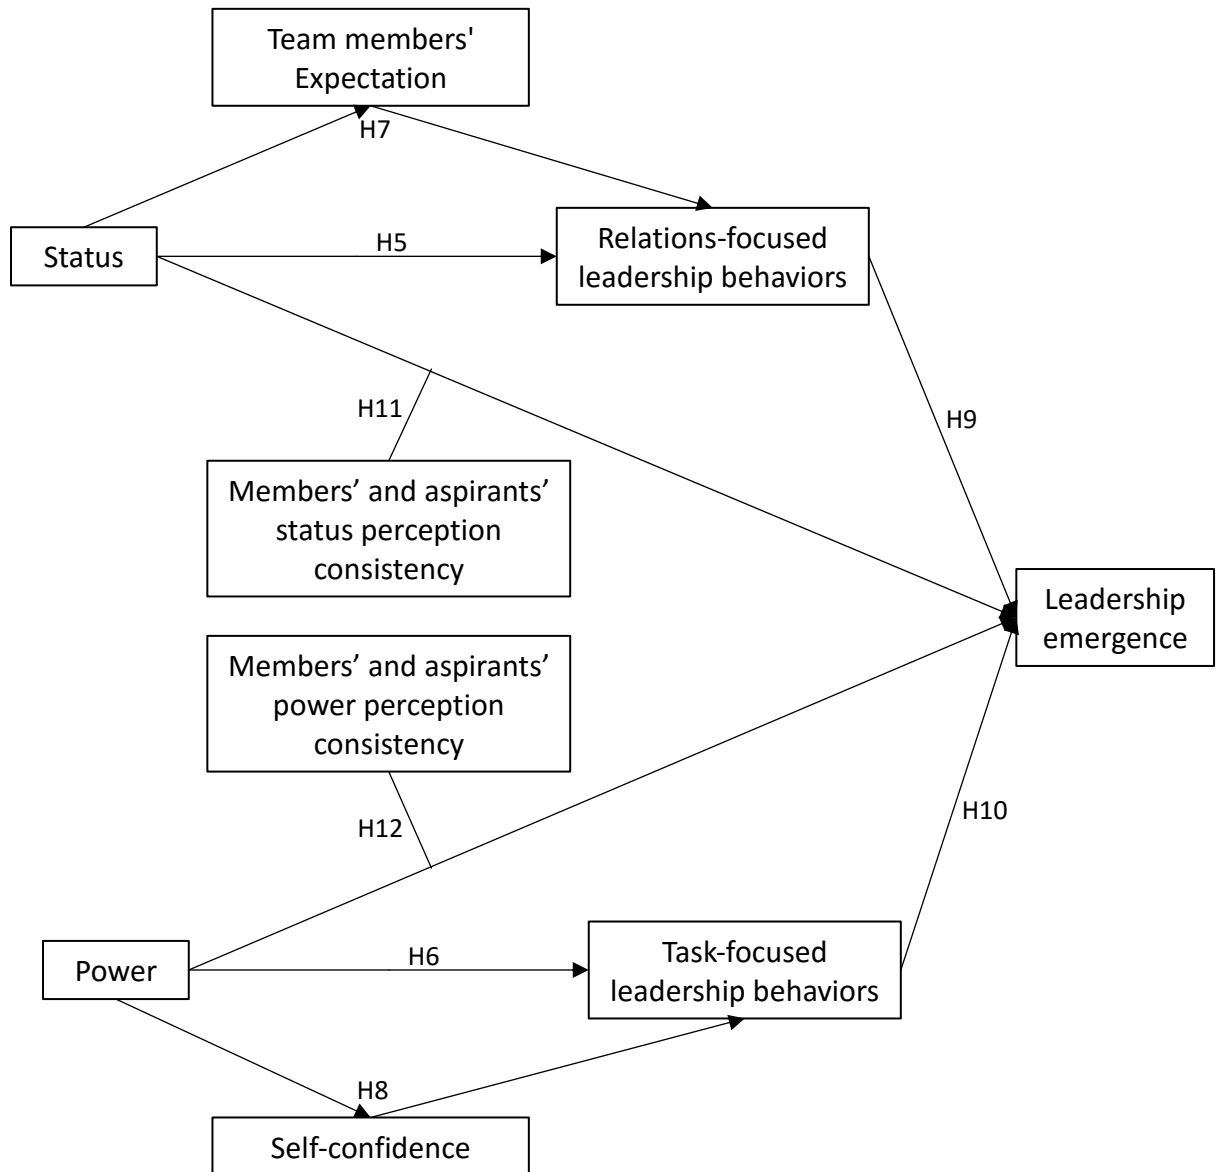 Team members'
Expectation
H7
Status
H5
Relations-focused
leadership behaviors
H11
H9
Members’ and aspirants’
status perception
consistency
Leadership
emergence
Members’ and aspirants’
power perception
consistency
H12
H10
Power
H6
Task-focused
leadership behaviors
H8
Self-confidence